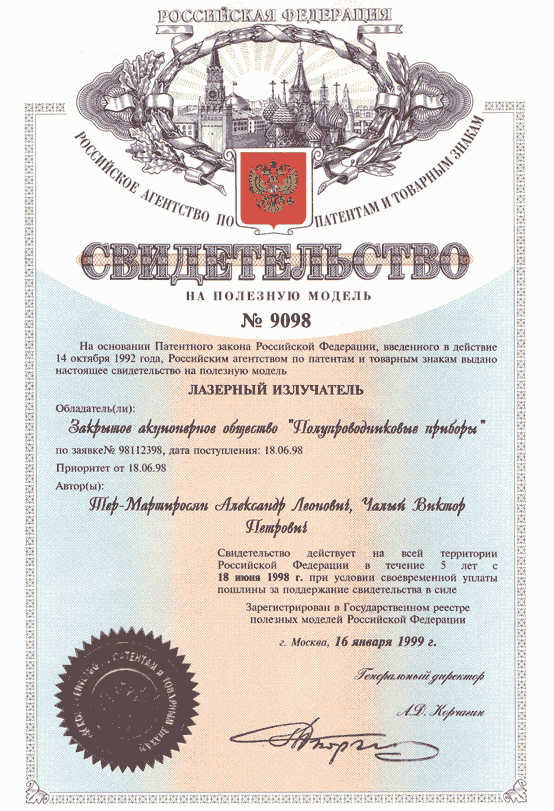 РОССИЙСКАЯ ФЕДЕРАЦИЯ
РОССИЙСКОЕ АГЕНТСТВО ПО ПАТЕНТАМ И ТОВАРНЫМ ЗНАКАМ
СВИДЕТЕЛЬСТВО
НА ПОЛЕЗНУЮ МОДЕЛЬ
№ 9098
На основании Патентного закона Российской Федерации, введенного в действие
14 октября 1992 года, Российским агентством по патентам и товарным знакам выдано
настоящее свидетельство на полезную модель
ЛАЗЕРНЫЙ ИЗЛУЧАТЕЛЬ
Обладатель(ли):
Закрытое акционерное общество "Полупроводниковые приборы"
по заявке№ 98112398, дата поступления: 18.06.98
Приоритет от 18.06.98
Автор(ы):
Тер-Мартиросян Александр Леонович, Чалый Виктор
Петрович
Свидетельство действует на всей территории
Российской Федерации в течение 5 лет с
18 июня 1998 г. при условии своевременной уплаты
пошлины за поддержание свидетельства в силе
Зарегистрирован в Государственном реестре
полезных моделей Российской Федерации
г. Москва, 16 января 1999 г.
Генеральный директор
А.Д. Корчагин
ПАТЕНТАМ И ТОВАРНЫМ ЗНАКАМ